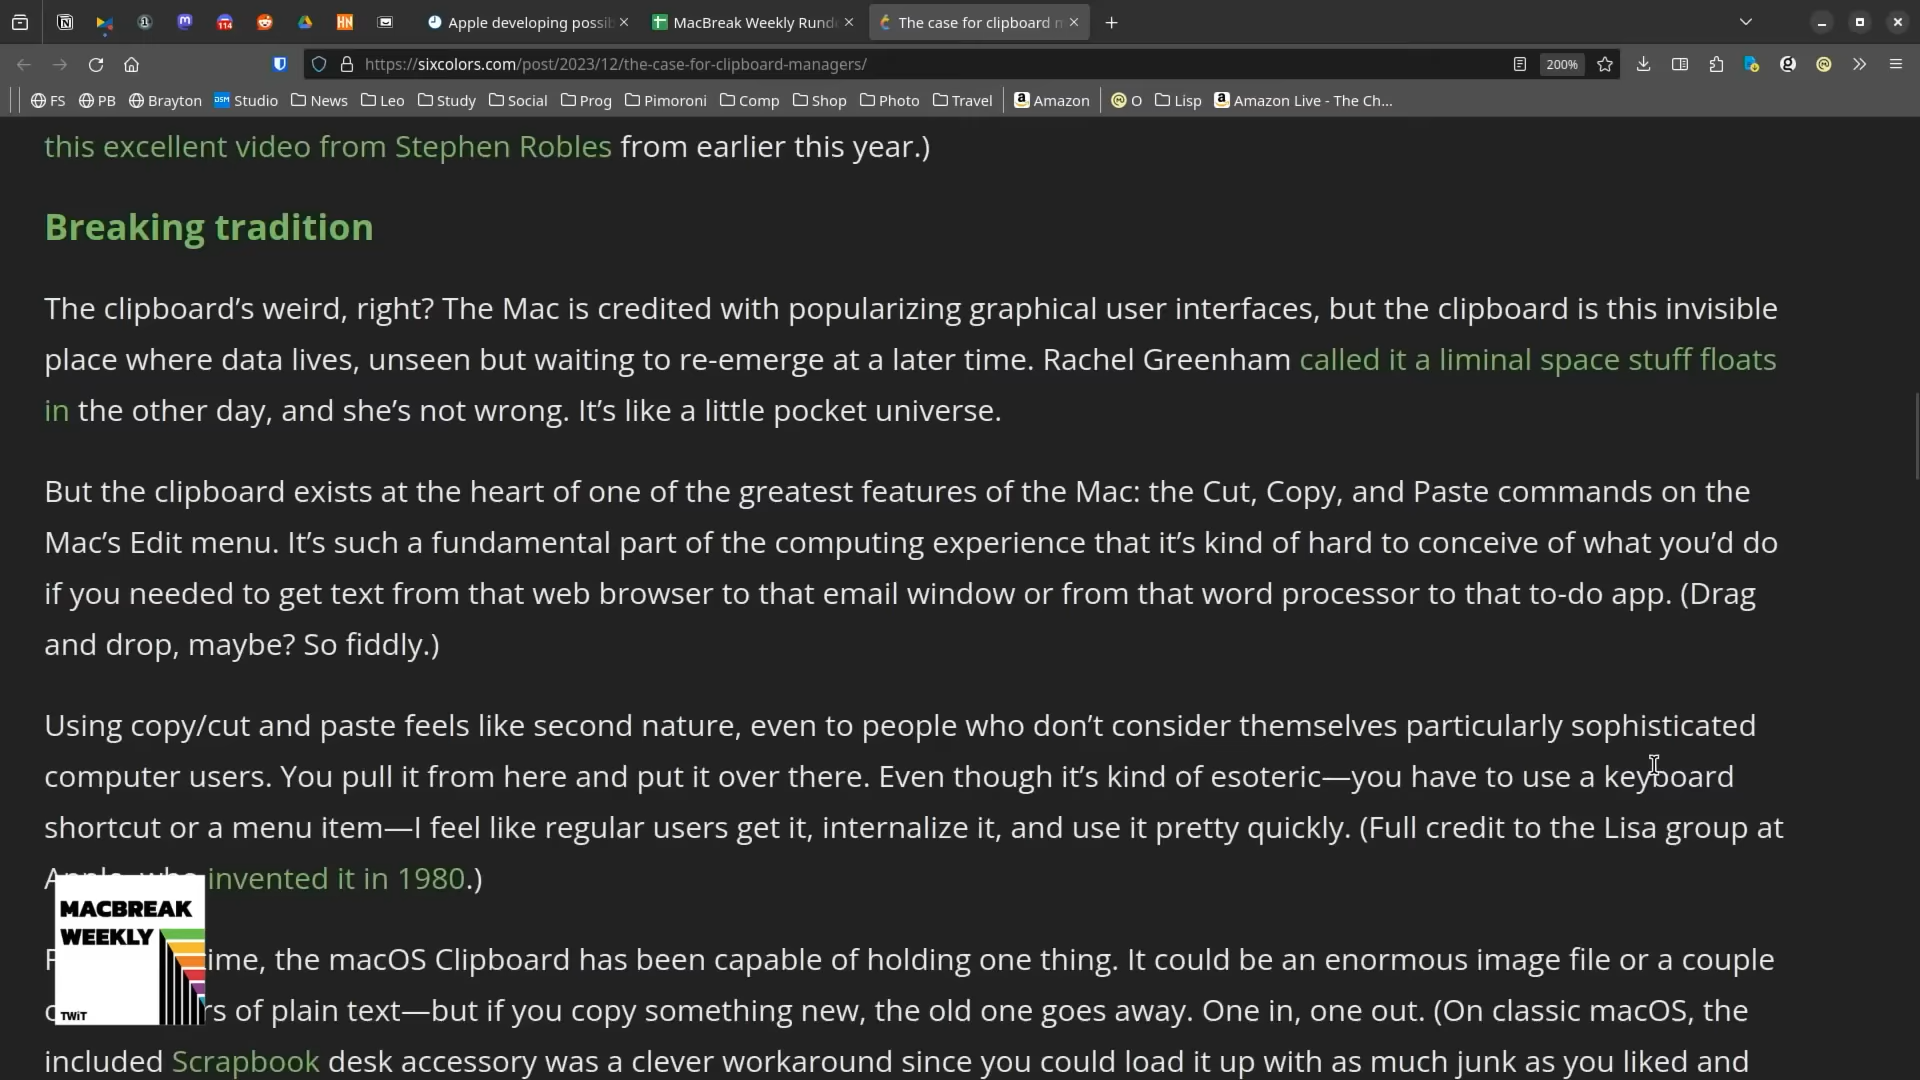 Apple developing possib
MacBreak Weekly Rund
The case for clipboard m
https://sixcolors.com/post/2023/12/the-case-for-clipboard-managers/
200%
FS PB Brayton Studio News Leo Study Social Prog Pimoroni Comp Shop Photo Travel Amazon O Lisp Amazon Live - The Ch...
this excellent video from Stephen Robles from earlier this year.)
Breaking tradition
The clipboard’s weird, right? The Mac is credited with popularizing graphical user interfaces, but the clipboard is this invisible
place where data lives, unseen but waiting to re-emerge at a later time. Rachel Greenham called it a liminal space stuff floats
in the other day, and she’s not wrong. It’s like a little pocket universe.
But the clipboard exists at the heart of one of the greatest features of the Mac: the Cut, Copy, and Paste commands on the
Mac’s Edit menu. It’s such a fundamental part of the computing experience that it’s kind of hard to conceive of what you’d do
if you needed to get text from that web browser to that email window or from that word processor to that to-do app. (Drag
and drop, maybe? So fiddly.)
Using copy/cut and paste feels like second nature, even to people who don’t consider themselves particularly sophisticated
computer users. You pull it from here and put it over there. Even though it’s kind of esoteric—you have to use a keyboard
shortcut or a menu item—I feel like regular users get it, internalize it, and use it pretty quickly. (Full credit to the Lisa group at
invented it in 1980.)
the macOS Clipboard has been capable of holding one thing. It could be an enormous image file or a couple
of plain text—but if you copy something new, the old one goes away. One in, one out. (On classic macOS, the
included Scrapbook desk accessory was a clever workaround since you could load it up with as much junk as you liked and
MACBREAK
WEEKLY
TWiT